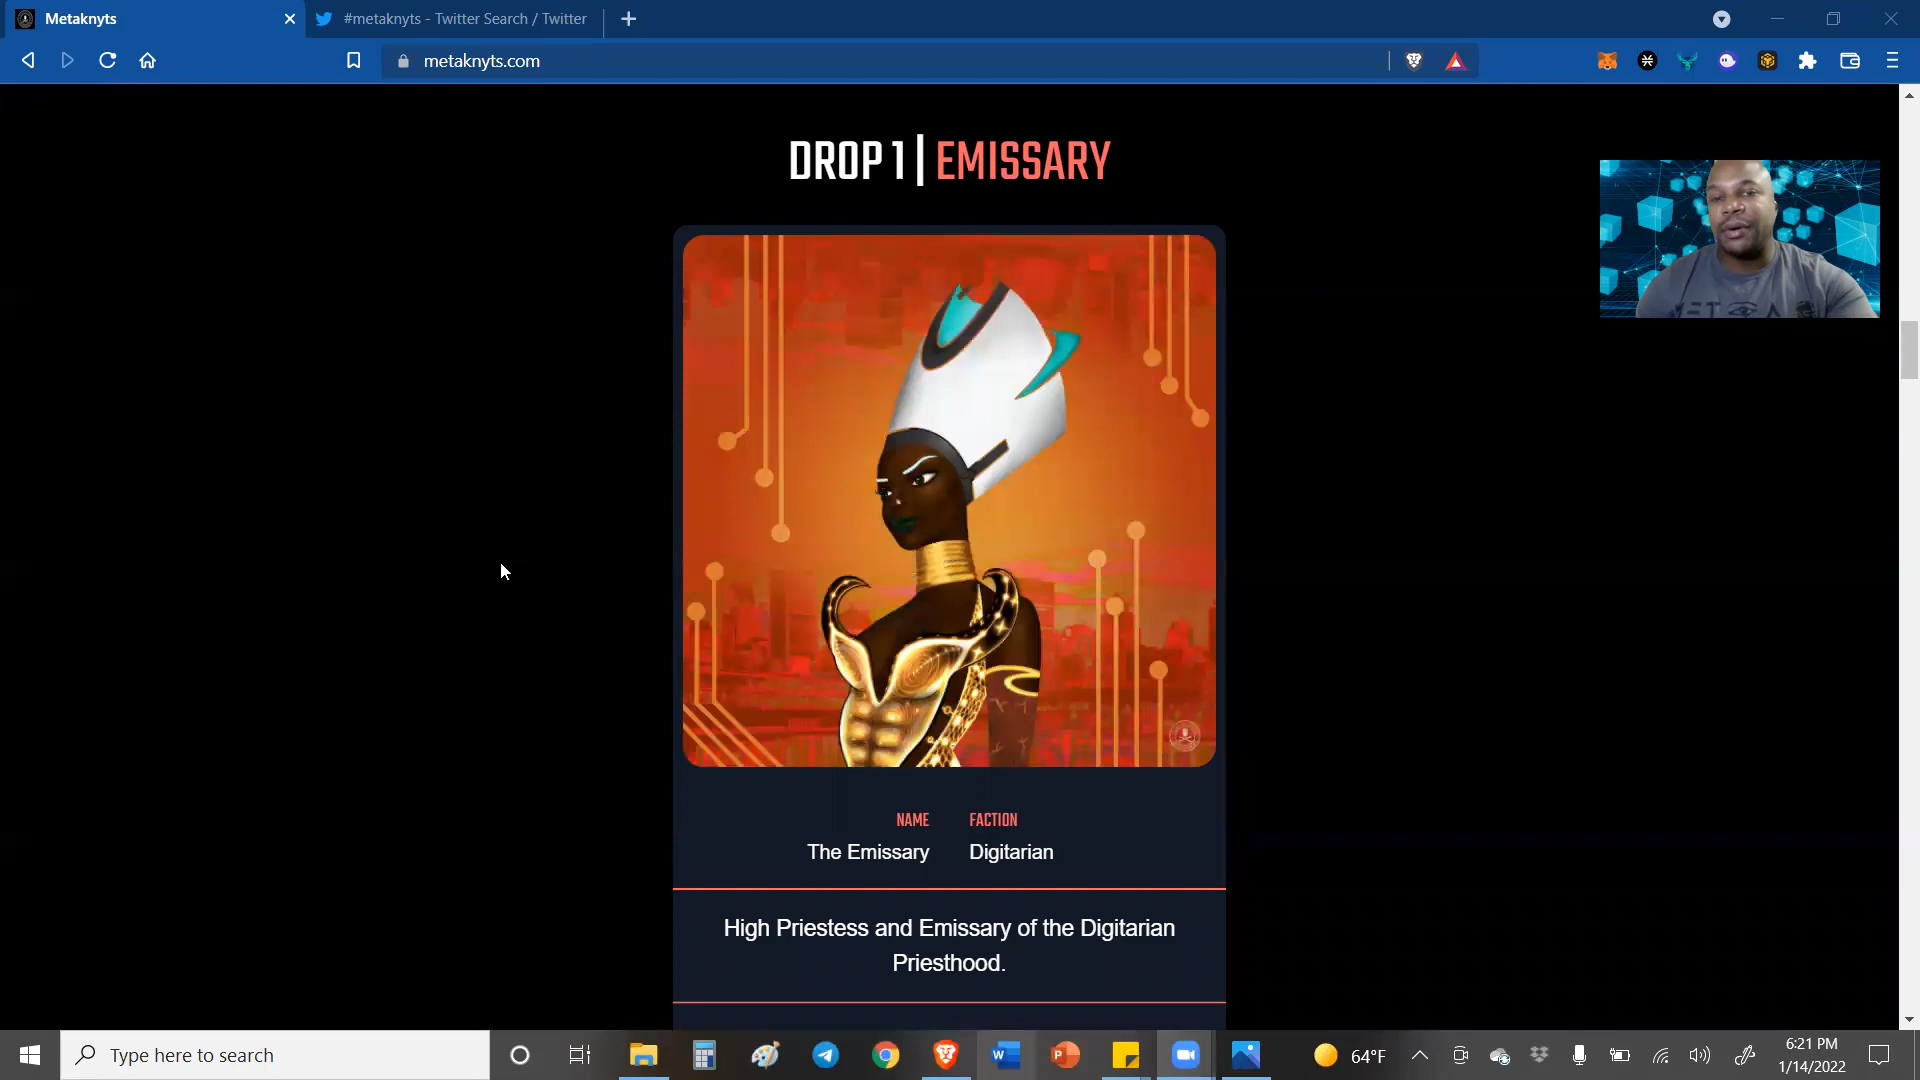 Metaknyts
#metaknyts - Twitter Search / Twitter
metaknyts.com
DROP 1 | EMISSARY
NAME
FACTION
The Emissary
Digitarian
High Priestess and Emissary of the Digitarian
Priesthood.
Type here to search
64°F
6:21 PM
1/14/2022